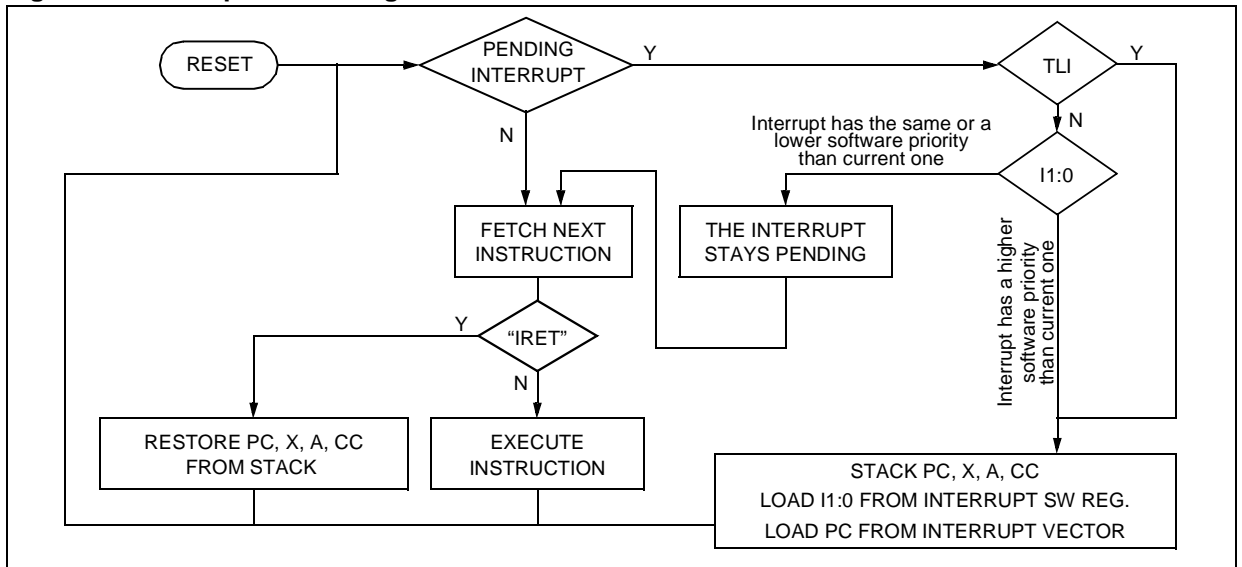 RESET
PENDING
INTERRUPT
Y
TLI
Y
N
N
Interrupt has the same or a
lower software priority
than current one
I1:0
FETCH NEXT
INSTRUCTION
THE INTERRUPT
STAYS PENDING
Interrupt has a higher
software priority
than current one
Y
“IRET”
N
RESTORE PC, X, A, CC
FROM STACK
EXECUTE
INSTRUCTION
STACK PC, X, A, CC
LOAD I1:0 FROM INTERRUPT SW REG.
LOAD PC FROM INTERRUPT VECTOR